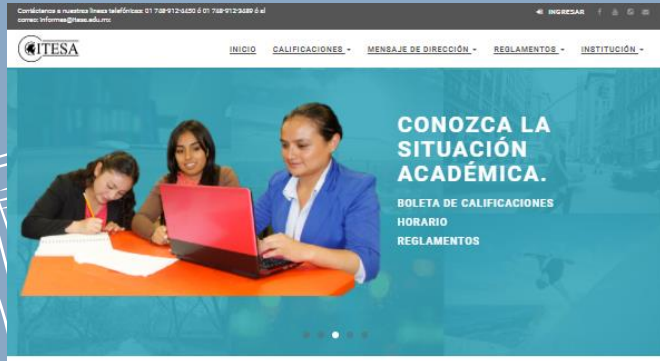 Contáctenos a nuestras líneas telefónicas: 01 748-912-4450 ó 01 748-912-3489 ó al
correo: informes@itesa.edu.mx
INGRESAR
ITESA
INICIO CALIFICACIONES MENSAJE DE DIRECCIÓN REGLAMENTOS INSTITUCIÓN
CONOZCA LA
SITUACIÓN
ACADÉMICA.
BOLETA DE CALIFICACIONES
HORARIO
REGLAMENTOS